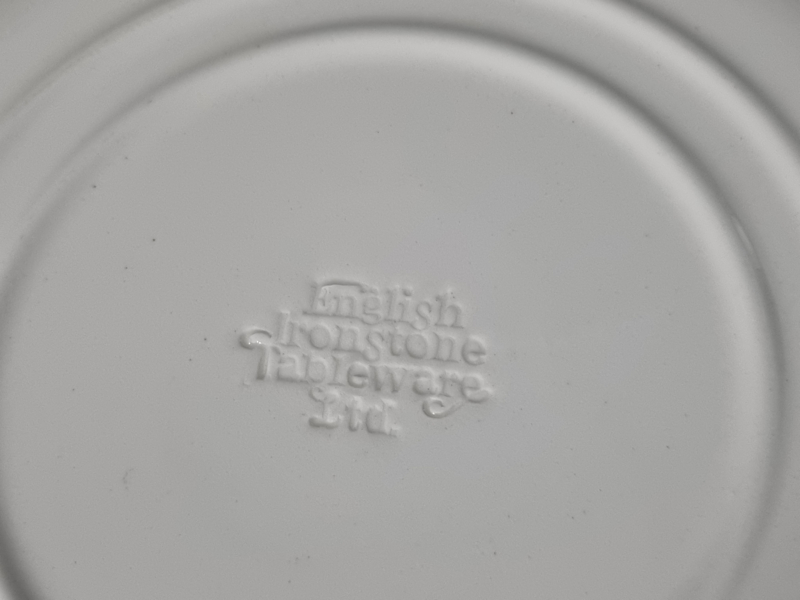 English
Ironstone
Tableware
Ltd.